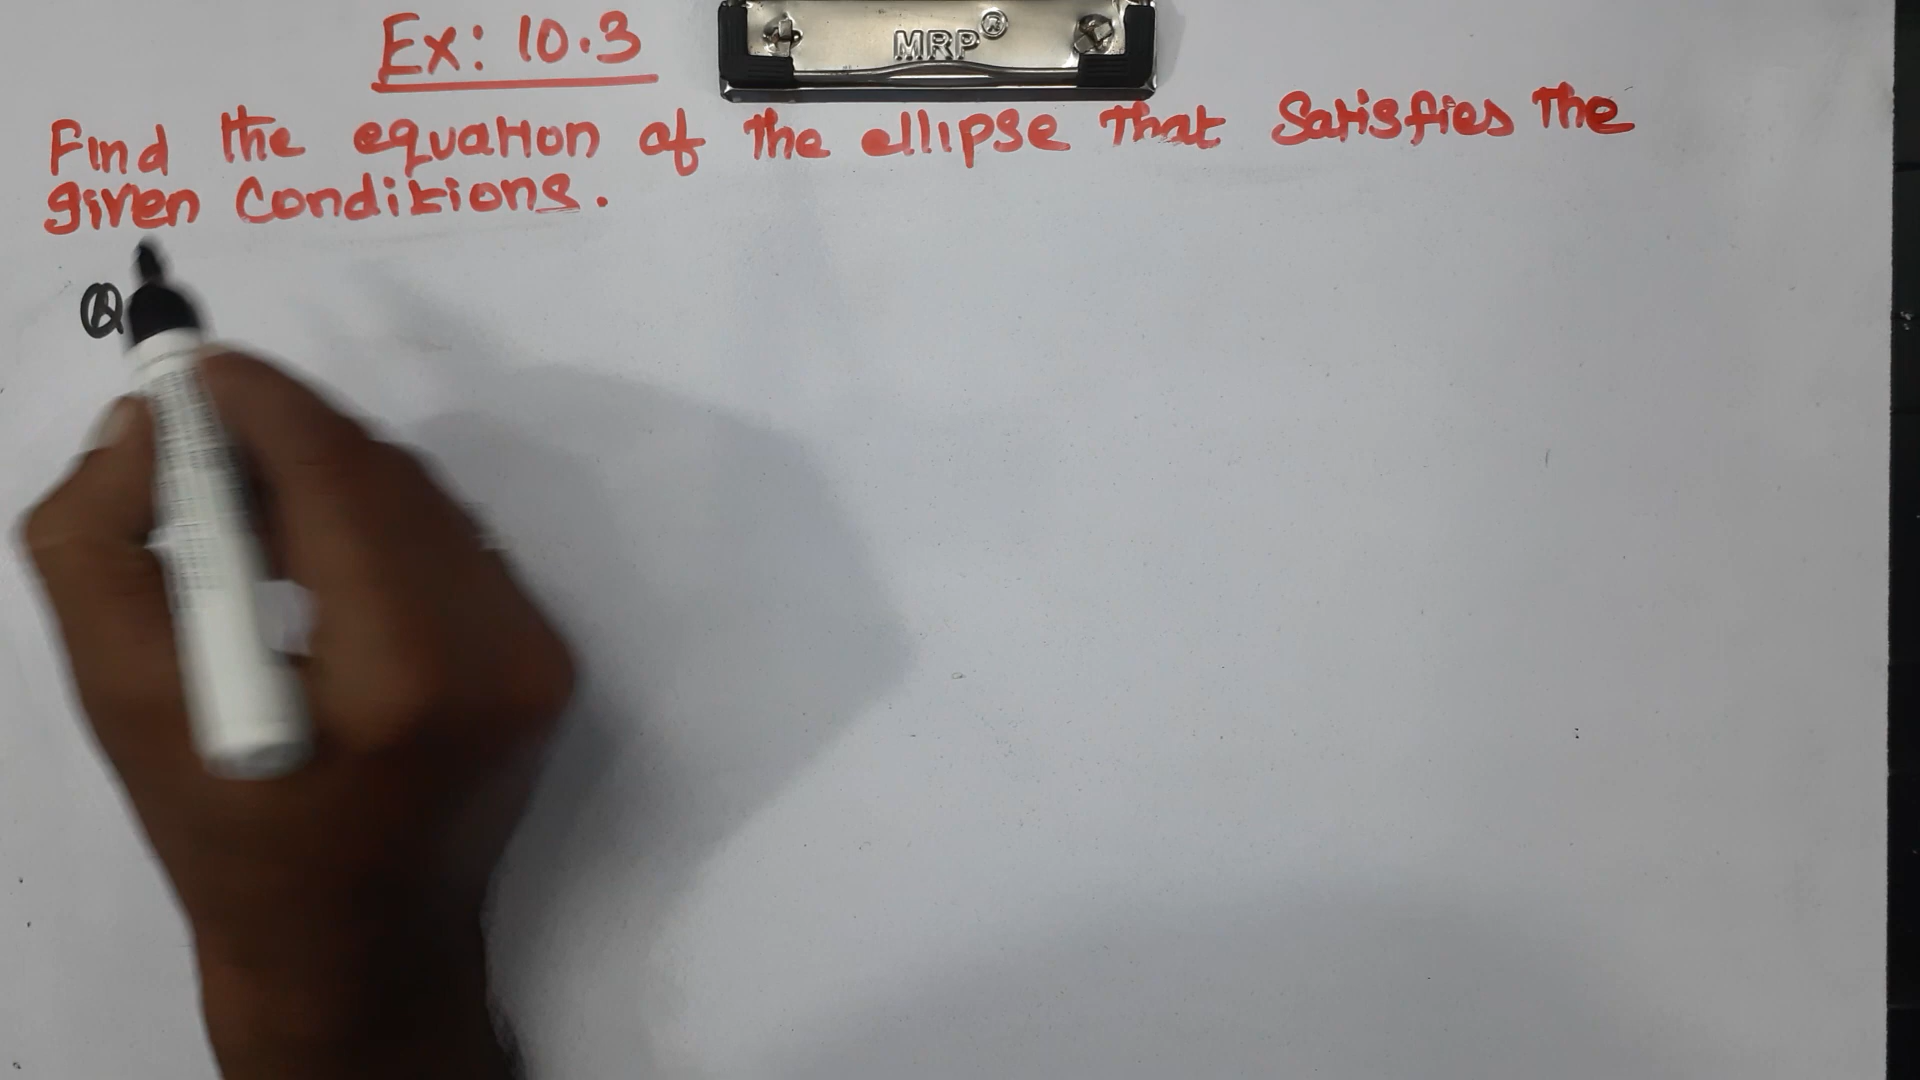 Ex: 10.3
MRP®
Find the equation of the ellipse that satisfies the
given conditions.
Q